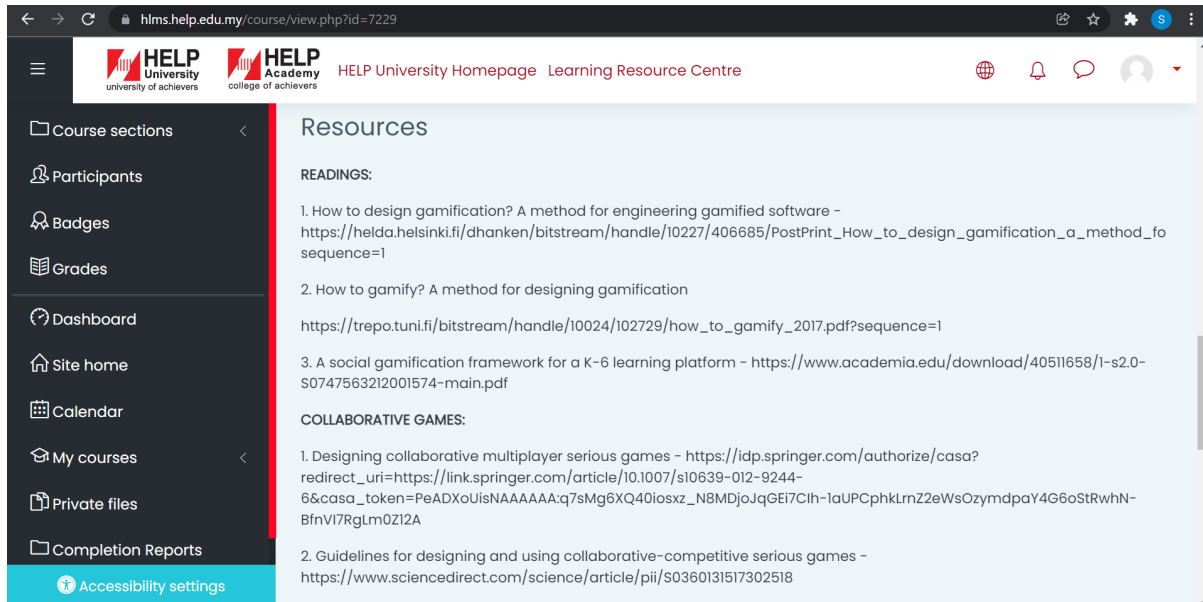 hlms.help.edu.my/course/view.php?id=7229
S
HELP
University
university of achievers
HELP
Academy
college of achievers
HELP University Homepage Learning Resource Centre
Course sections
Participants
Badges
Grades
Dashboard
Site home
Calendar
My courses
Private files
Completion Reports
Accessibility settings
Resources
READINGS:
1. How to design gamification? A method for engineering gamified software -
https://helda.helsinki.fi/dhanken/bitstream/handle/10227/406685/PostPrint_How_to_design_gamification_a_method_fo
sequence=1
2. How to gamify? A method for designing gamification
https://trepo.tuni.fi/bitstream/handle/10024/102729/how_to_gamify_2017.pdf?sequence=1
3. A social gamification framework for a K-6 learning platform - https://www.academia.edu/download/40511658/1-s2.0-
S0747563212001574-main.pdf
COLLABORATIVE GAMES:
1. Designing collaborative multiplayer serious games - https://idp.springer.com/authorize/casa?
redirect_uri=https://link.springer.com/article/10.1007/s10639-012-9244-
6&casa_token=PeADXoUisNAAAAAA:q7sMg6XQ40iosxz_N8MDjoJqGEi7CIh-1aUPCphkLrnZ2eWsOzymdpaY4G6oStRwhN-
BfnVI7RgLm0Z12A
2. Guidelines for designing and using collaborative-competitive serious games -
https://www.sciencedirect.com/science/article/pii/S0360131517302518